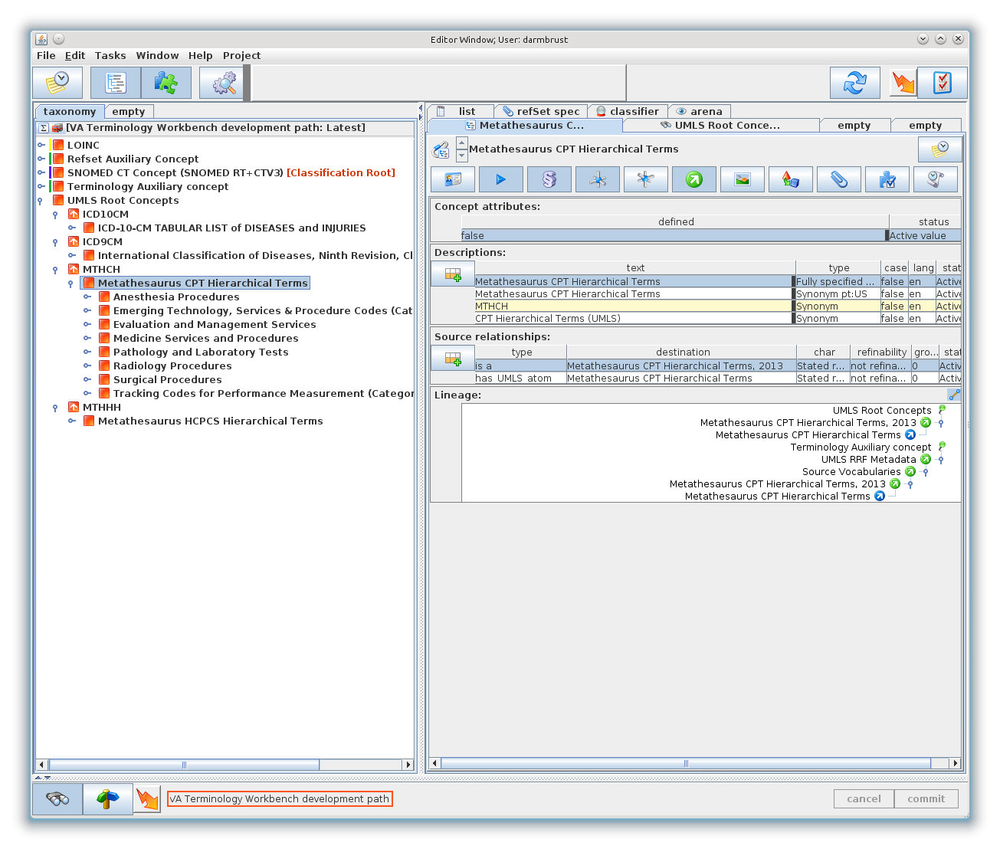 Editor Window; User: darmbrust
File Edit Tasks Window Help Project
taxonomy empty
Σ [VA Terminology Workbench development path: Latest]
LOINC
Refset Auxiliary Concept
SNOMED CT Concept (SNOMED RT+CTV3) [Classification Root]
Terminology Auxiliary concept
UMLS Root Concepts
ICD10CM
ICD-10-CM TABULAR LIST of DISEASES and INJURIES
ICD9CM
International Classification of Diseases, Ninth Revision, Cl
MTHCH
Metathesaurus CPT Hierarchical Terms
Anesthesia Procedures
Emerging Technology, Services & Procedure Codes (Cat
Evaluation and Management Services
Medicine Services and Procedures
Pathology and Laboratory Tests
Radiology Procedures
Surgical Procedures
Tracking Codes for Performance Measurement (Categor
MTHHH
Metathesaurus HCPCS Hierarchical Terms
list refSet spec classifier arena
Metathesaurus C... UMLS Root Conce... empty empty
Metathesaurus CPT Hierarchical Terms
Concept attributes:
defined status
false Active value
Descriptions:
text type case lang stat
Metathesaurus CPT Hierarchical Terms Fully specified ... false en Active
Metathesaurus CPT Hierarchical Terms Synonym pt:US false en Active
MTHCH Synonym false en Active
CPT Hierarchical Terms (UMLS) Synonym false en Active
Source relationships:
type destination char refinability gro... stat
is a Metathesaurus CPT Hierarchical Terms, 2013 Stated r... not refina... 0 Activ
has UMLS atom Metathesaurus CPT Hierarchical Terms Stated r... not refina... 0 Activ
Lineage:
UMLS Root Concepts
Metathesaurus CPT Hierarchical Terms, 2013
Metathesaurus CPT Hierarchical Terms
Terminology Auxiliary concept
UMLS RRF Metadata
Source Vocabularies
Metathesaurus CPT Hierarchical Terms, 2013
Metathesaurus CPT Hierarchical Terms
VA Terminology Workbench development path
cancel commit